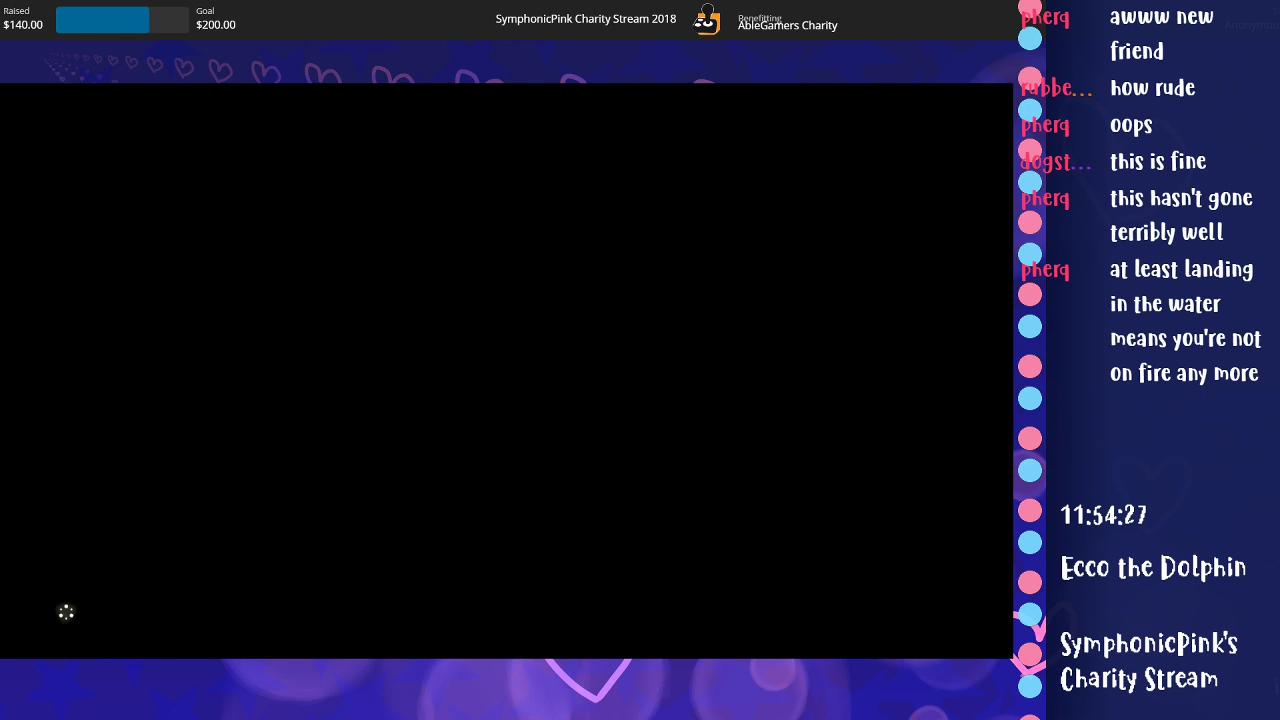 Raised
$140.00
Goal
$200.00
SymphonicPink Charity Stream 2018
Benefitting
AbleGamers Charity
pherq awww new
friend
rubbe... how rude
pherq oops
dogst... this is fine
pherq this hasn't gone
terribly well
pherq at least landing
in the water
means you're not
on fire any more
11:54:27
Ecco the Dolphin
SymphonicPink's
Charity Stream